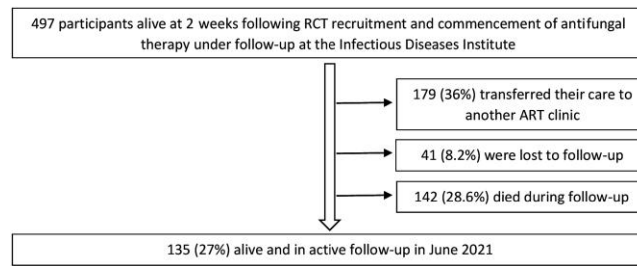 497 participants alive at 2 weeks following RCT recruitment and commencement of antifungal
therapy under follow-up at the Infectious Diseases Institute
179 (36%) transferred their care to
another ART clinic
41 (8.2%) were lost to follow-up
142 (28.6%) died during follow-up
135 (27%) alive and in active follow-up in June 2021